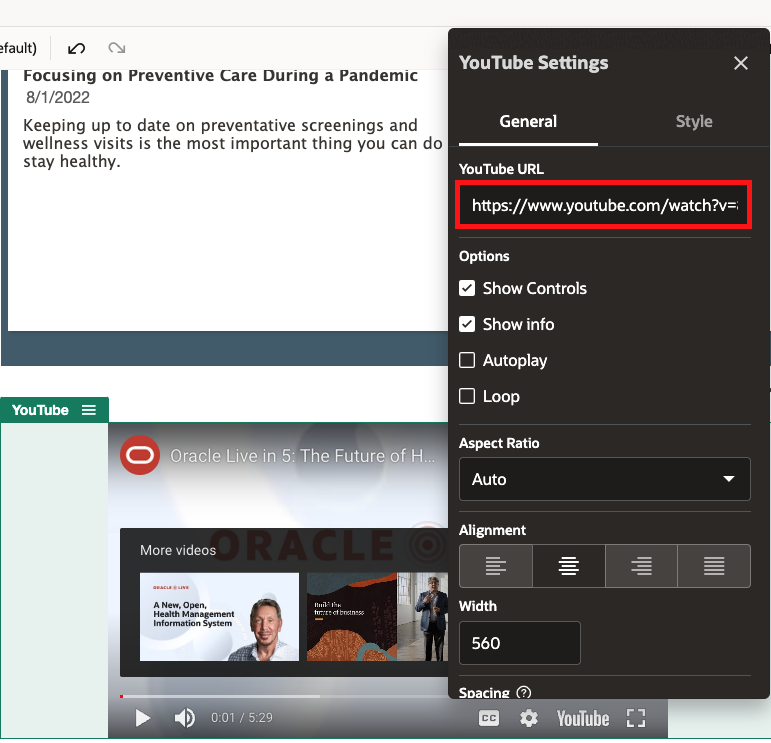 efault)
Focusing on Preventive Care During a Pandemic
8/1/2022
Keeping up to date on preventative screenings and
wellness visits is the most important thing you can do
stay healthy.
YouTube Settings
General
Style
YouTube URL
https://www.youtube.com/watch?v=
Options
Show Controls
Show info
Autoplay
Loop
Aspect Ratio
Auto
Alignment
Width
560
Spacing
YouTube
Oracle Live in 5: The Future of H...
ORACLE
More videos
ORACLE LIVE
A New, Open,
Health Management
Information System
Build the
future of business
0:01 / 5:29
CC
YouTube